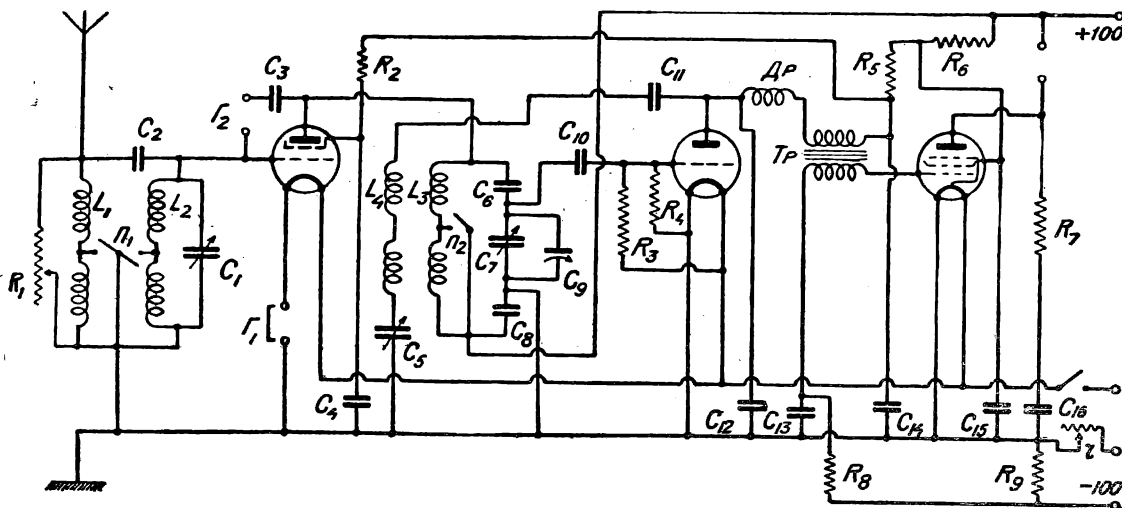 +100
C₃
R₂
R₅
R₆
C₁₁
Др
Г₂
C₂
C₁₀
Тр
L₁
L₂
L₄
L₃
C₆
R₄
П₁
П₂
R₃
R₇
C₁
C₇
C₉
R₁
Г₁
C₈
C₅
C₄
C₁₂
C₁₃
C₁₄
C₁₅
C₁₆
R₈
R₉
τ
-100